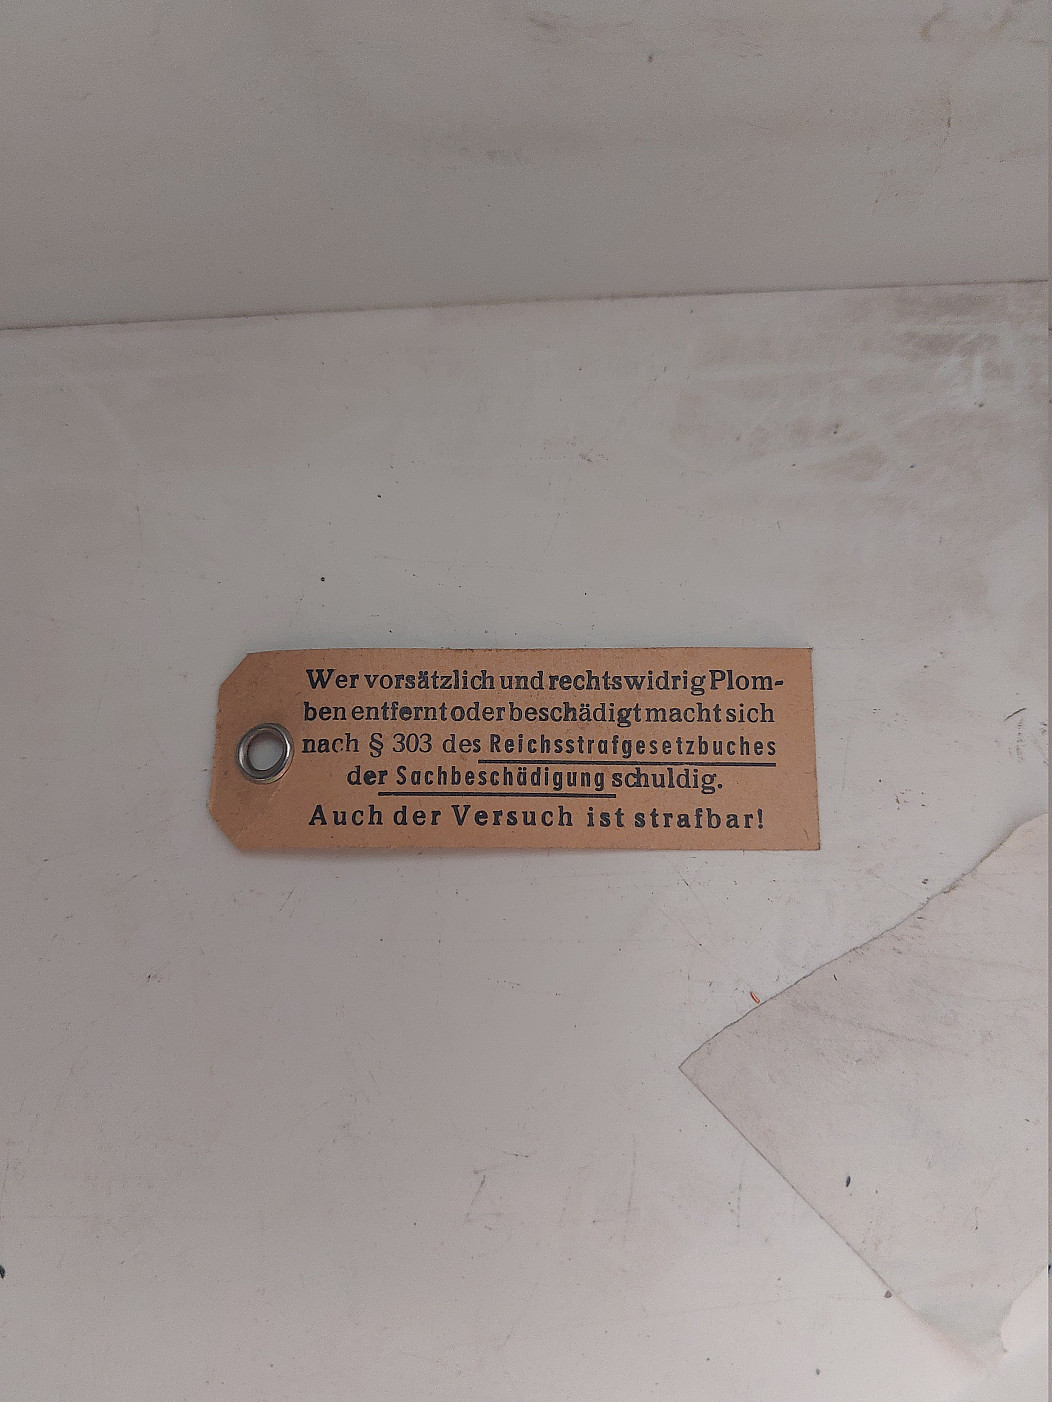 Wer vorsätzlich und rechtswidrig Plom-
ben entfernt oder beschädigt macht sich
nach § 303 des Reichsstrafgesetzbuches
der Sachbeschädigung schuldig.
Auch der Versuch ist strafbar!